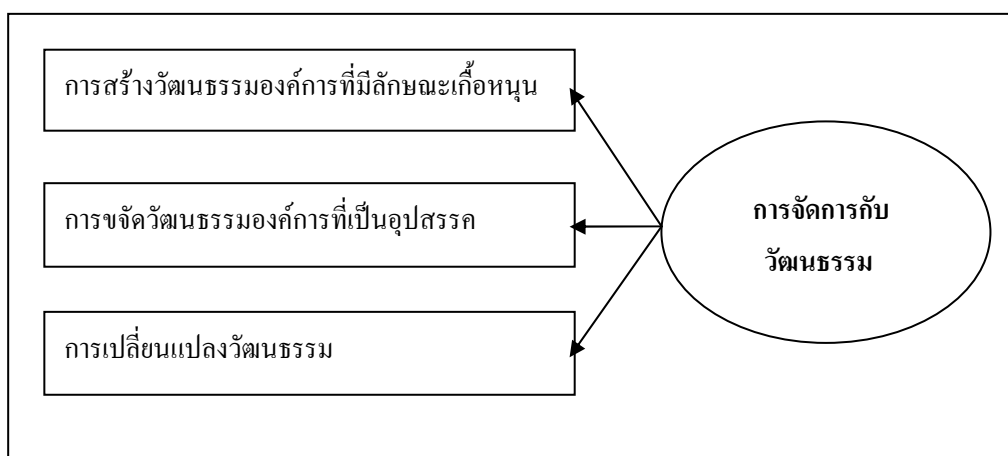 การสร้างวัฒนธรรมองค์การที่มีลักษณะเกื้อหนุน
การขจัดวัฒนธรรมองค์การที่เป็นอุปสรรค
การจัดการกับ
วัฒนธรรม
การเปลี่ยนแปลงวัฒนธรรม